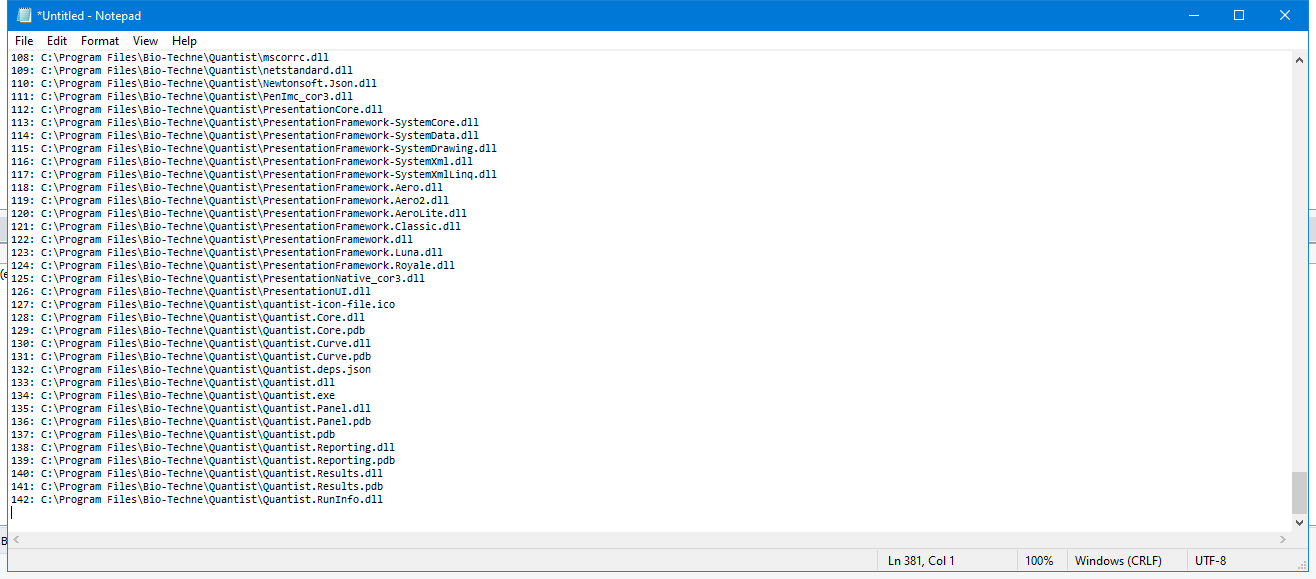 *Untitled - Notepad
File Edit Format View Help
108: C:\Program Files\Bio-Techne\Quantist\mscorrc.dll
109: C:\Program Files\Bio-Techne\Quantist\netstandard.dll
110: C:\Program Files\Bio-Techne\Quantist\Newtonsoft.Json.dll
111: C:\Program Files\Bio-Techne\Quantist\PenImc_cor3.dll
112: C:\Program Files\Bio-Techne\Quantist\PresentationCore.dll
113: C:\Program Files\Bio-Techne\Quantist\PresentationFramework-SystemCore.dll
114: C:\Program Files\Bio-Techne\Quantist\PresentationFramework-SystemData.dll
115: C:\Program Files\Bio-Techne\Quantist\PresentationFramework-SystemDrawing.dll
116: C:\Program Files\Bio-Techne\Quantist\PresentationFramework-SystemXml.dll
117: C:\Program Files\Bio-Techne\Quantist\PresentationFramework-SystemXmlLinq.dll
118: C:\Program Files\Bio-Techne\Quantist\PresentationFramework.Aero.dll
119: C:\Program Files\Bio-Techne\Quantist\PresentationFramework.Aero2.dll
120: C:\Program Files\Bio-Techne\Quantist\PresentationFramework.AeroLite.dll
121: C:\Program Files\Bio-Techne\Quantist\PresentationFramework.Classic.dll
122: C:\Program Files\Bio-Techne\Quantist\PresentationFramework.dll
123: C:\Program Files\Bio-Techne\Quantist\PresentationFramework.Luna.dll
124: C:\Program Files\Bio-Techne\Quantist\PresentationFramework.Royale.dll
125: C:\Program Files\Bio-Techne\Quantist\PresentationNative_cor3.dll
126: C:\Program Files\Bio-Techne\Quantist\PresentationUI.dll
127: C:\Program Files\Bio-Techne\Quantist\quantist-icon-file.ico
128: C:\Program Files\Bio-Techne\Quantist\Quantist.Core.dll
129: C:\Program Files\Bio-Techne\Quantist\Quantist.Core.pdb
130: C:\Program Files\Bio-Techne\Quantist\Quantist.Curve.dll
131: C:\Program Files\Bio-Techne\Quantist\Quantist.Curve.pdb
132: C:\Program Files\Bio-Techne\Quantist\Quantist.deps.json
133: C:\Program Files\Bio-Techne\Quantist\Quantist.dll
134: C:\Program Files\Bio-Techne\Quantist\Quantist.exe
135: C:\Program Files\Bio-Techne\Quantist\Quantist.Panel.dll
136: C:\Program Files\Bio-Techne\Quantist\Quantist.Panel.pdb
137: C:\Program Files\Bio-Techne\Quantist\Quantist.pdb
138: C:\Program Files\Bio-Techne\Quantist\Quantist.Reporting.dll
139: C:\Program Files\Bio-Techne\Quantist\Quantist.Reporting.pdb
140: C:\Program Files\Bio-Techne\Quantist\Quantist.Results.dll
141: C:\Program Files\Bio-Techne\Quantist\Quantist.Results.pdb
142: C:\Program Files\Bio-Techne\Quantist\Quantist.RunInfo.dll
Ln 381, Col 1 100% Windows (CRLF) UTF-8